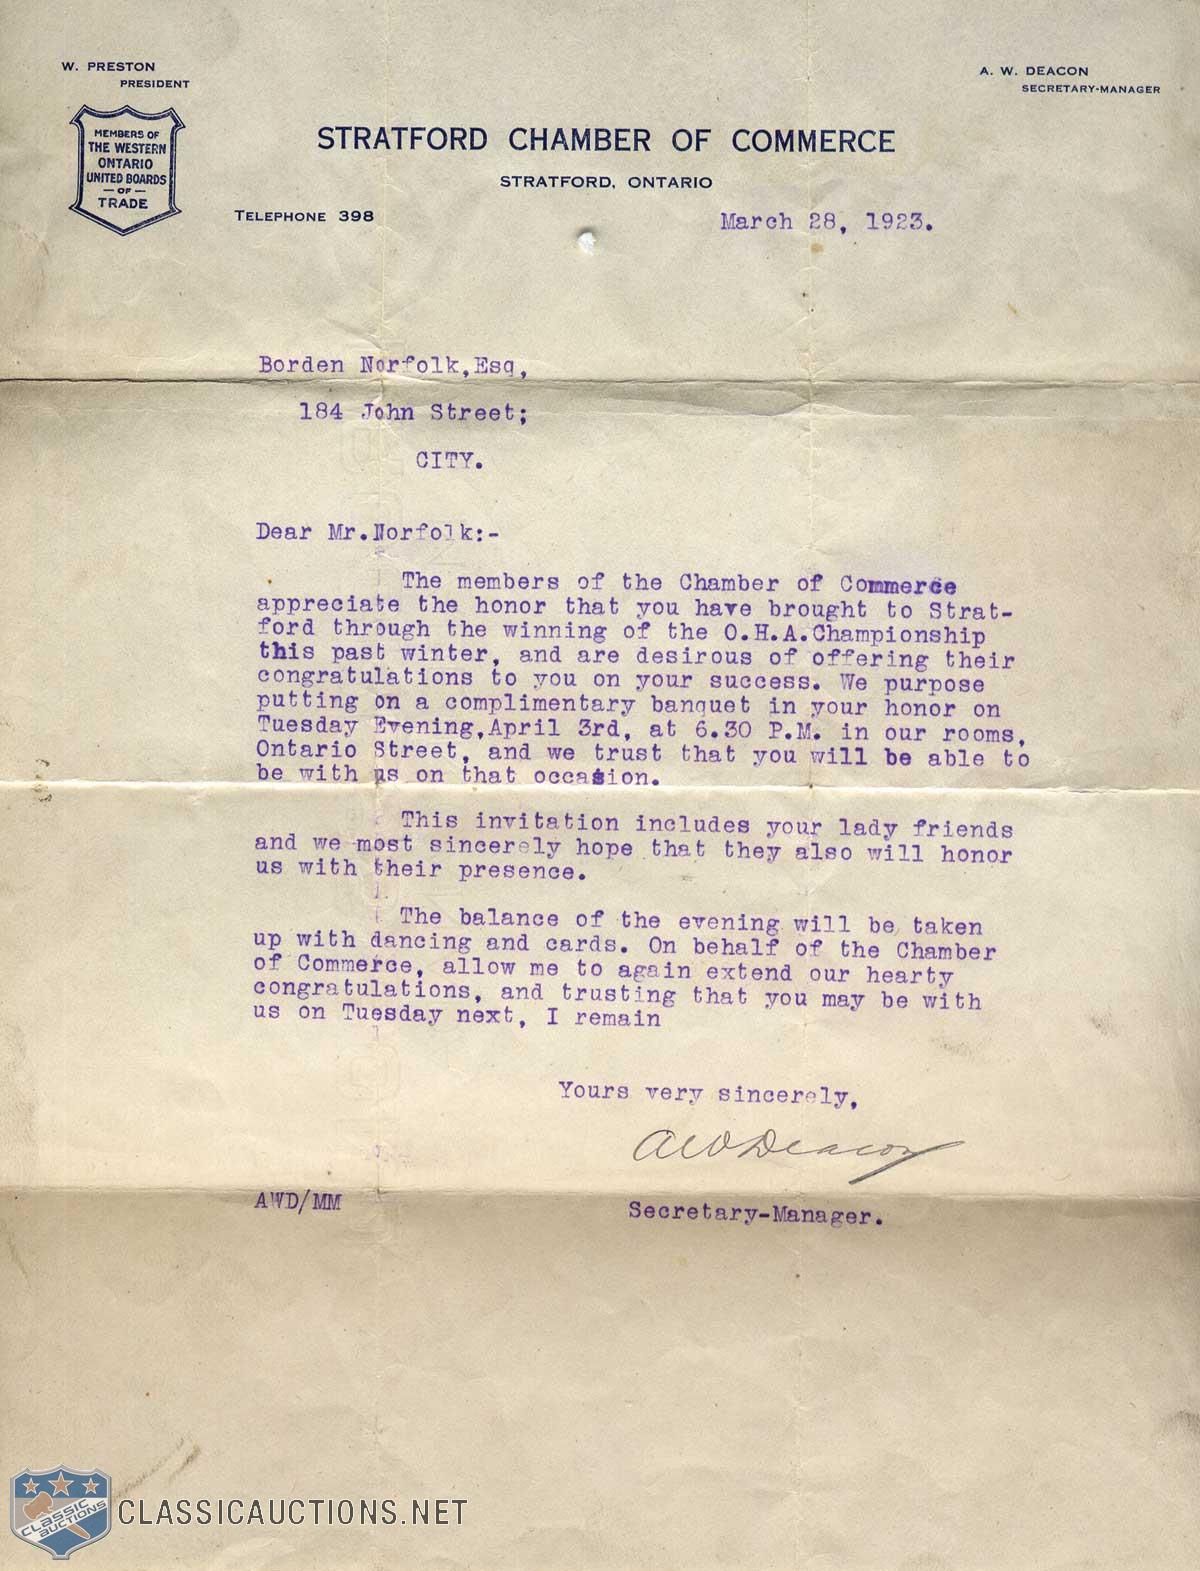 W. PRESTON
PRESIDENT
A. W. DEACON
SECRETARY-MANAGER
MEMBERS OF
THE WESTERN
ONTARIO
UNITED BOARDS
— OF —
TRADE
STRATFORD CHAMBER OF COMMERCE
STRATFORD, ONTARIO
TELEPHONE 398
March 28, 1923.
Borden Norfolk,Esq,
184 John Street;
CITY.
Dear Mr.Norfolk:-
The members of the Chamber of Commerce
appreciate the honor that you have brought to Strat-
ford through the winning of the O.H.A.Championship
this past winter, and are desirous of offering their
congratulations to you on your success. We purpose
putting on a complimentary banquet in your honor on
Tuesday Evening,April 3rd, at 6.30 P.M. in our rooms,
Ontario Street, and we trust that you will be able to
be with us on that occasion.
This invitation includes your lady friends
and we most sincerely hope that they also will honor
us with their presence.
The balance of the evening will be taken
up with dancing and cards. On behalf of the Chamber
of Commerce, allow me to again extend our hearty
congratulations, and trusting that you may be with
us on Tuesday next, I remain
Yours very sincerely,
AWDeacon
AWD/MM
Secretary-Manager.
CLASSIC
AUCTIONS
CLASSICAUCTIONS.NET